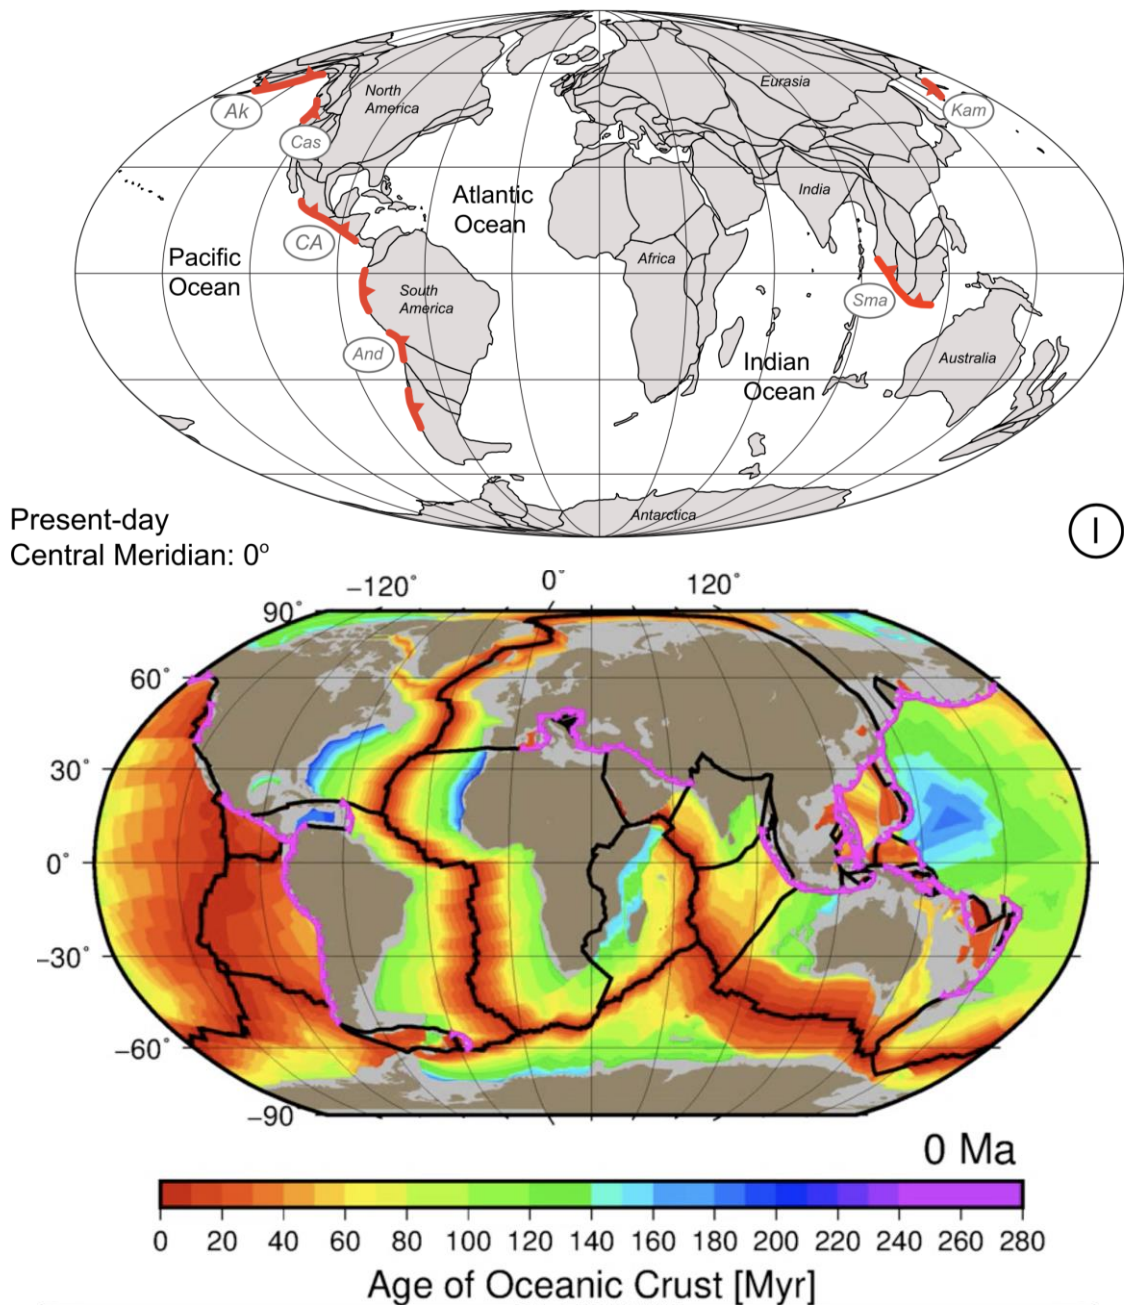 North
America
Eurasia
Ak
Kam
Cas
Atlantic
Ocean
India
CA
Pacific
Ocean
Africa
South
America
Sma
And
Indian
Ocean
Australia
Antarctica
Present-day
Central Meridian: 0°
I
−120° 0° 120°
90°
60°
30°
0°
−30°
−60°
−90
0 Ma
0 20 40 60 80 100 120 140 160 180 200 220 240 260 280
Age of Oceanic Crust [Myr]